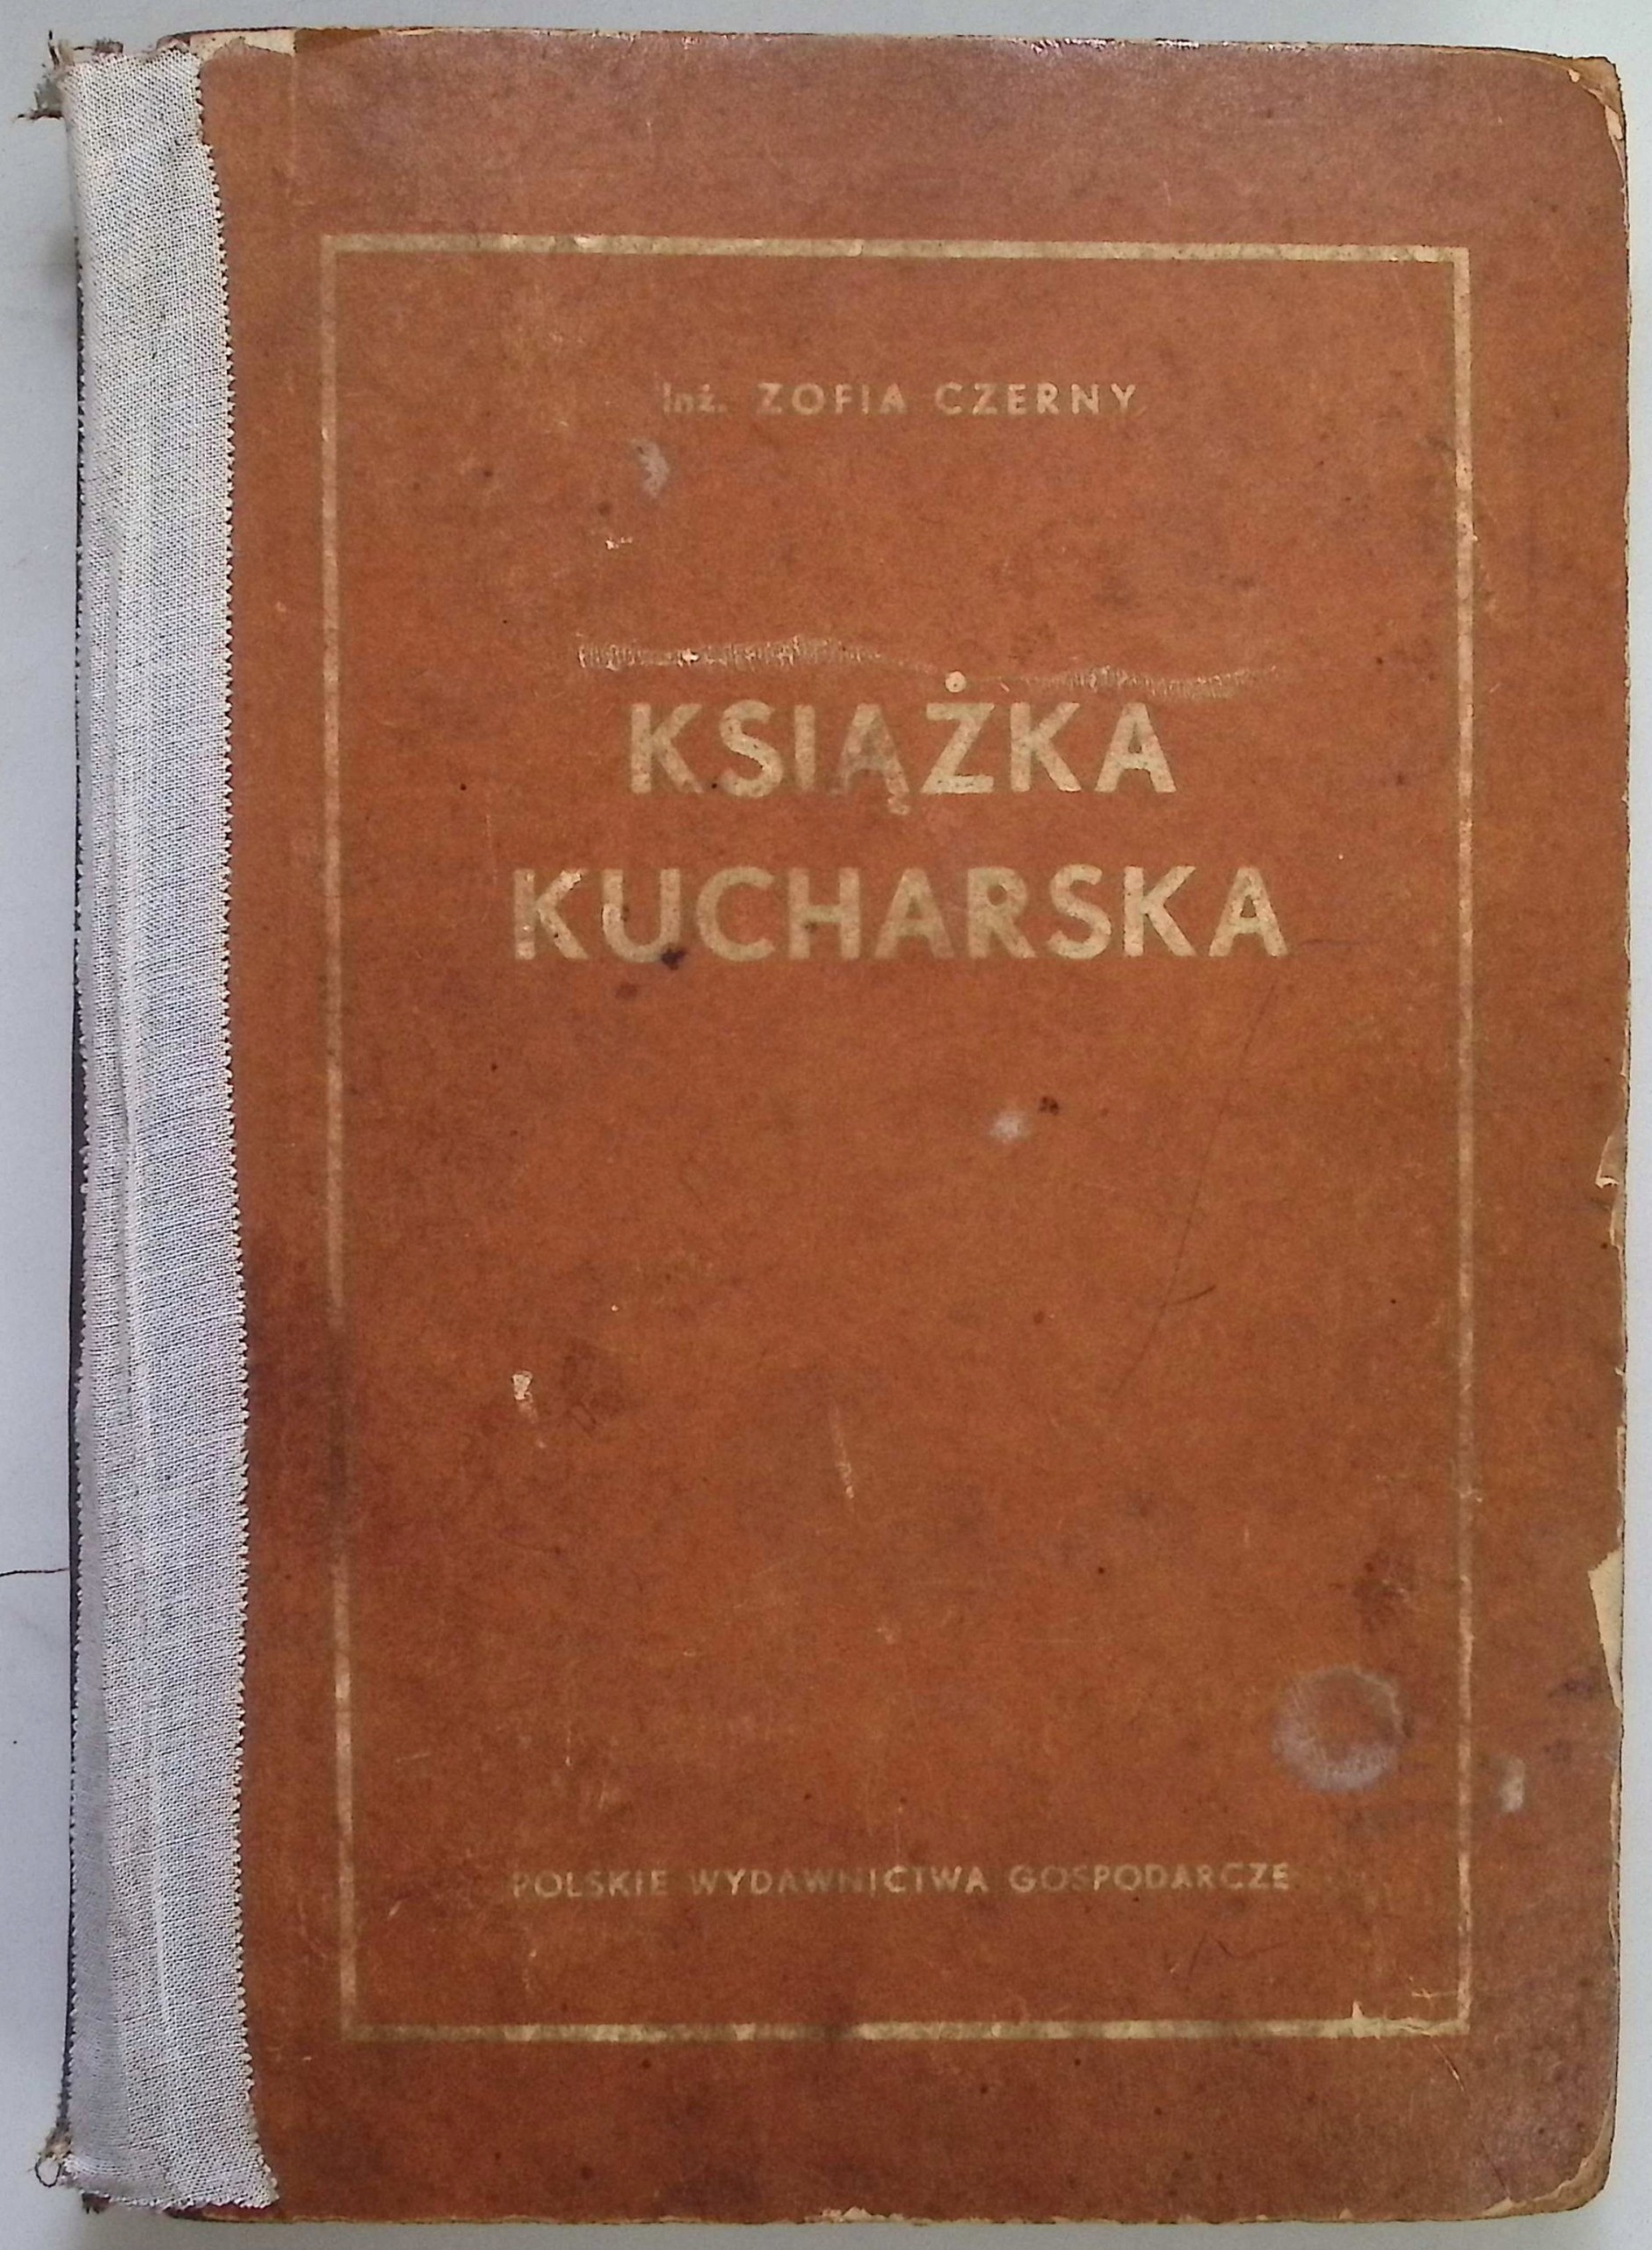 Inż. ZOFIA CZERNY
KSIĄŻKA
KUCHARSKA
POLSKIE WYDAWNICTWA GOSPODARCZE